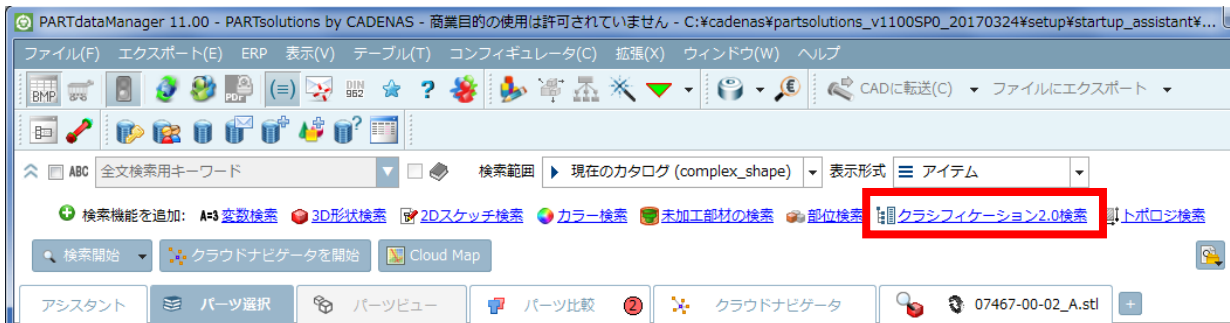 PARTdataManager 11.00 - PARTsolutions by CADENAS - 商業目的の使用は許可されていません - C:¥cadenas¥partsolutions_v1100SP0_20170324¥setup¥startup_assistant¥...
ファイル(F) エクスポート(E) ERP 表示(V) テーブル(T) コンフィギュレータ(C) 拡張(X) ウィンドウ(W) ヘルプ
BMP PDF (=) DIN 962 ? € CADに転送(C) ファイルにエクスポート
?
ABC 全文検索用キーワード 検索範囲 現在のカタログ (complex_shape) 表示形式 アイテム
検索機能を追加: A=3 変数検索 3D形状検索 2Dスケッチ検索 カラー検索 未加工部材の検索 部位検索 クラシフィケーション2.0検索 トポロジ検索
検索開始 クラウドナビゲータを開始 Cloud Map
アシスタント パーツ選択 パーツビュー パーツ比較 2 クラウドナビゲータ 07467-00-02_A.stl +